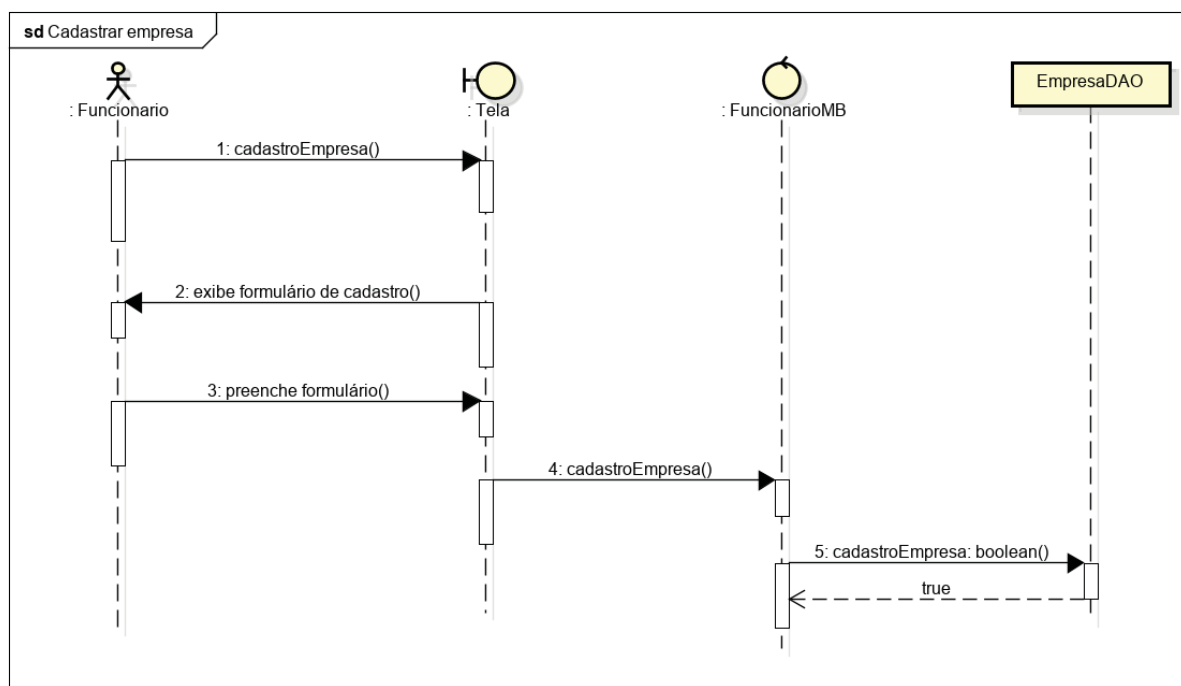 sd Cadastrar empresa
: Funcionario
: Tela
: FuncionarioMB
EmpresaDAO
1: cadastroEmpresa()
2: exibe formulário de cadastro()
3: preenche formulário()
4: cadastroEmpresa()
5: cadastroEmpresa: boolean()
true